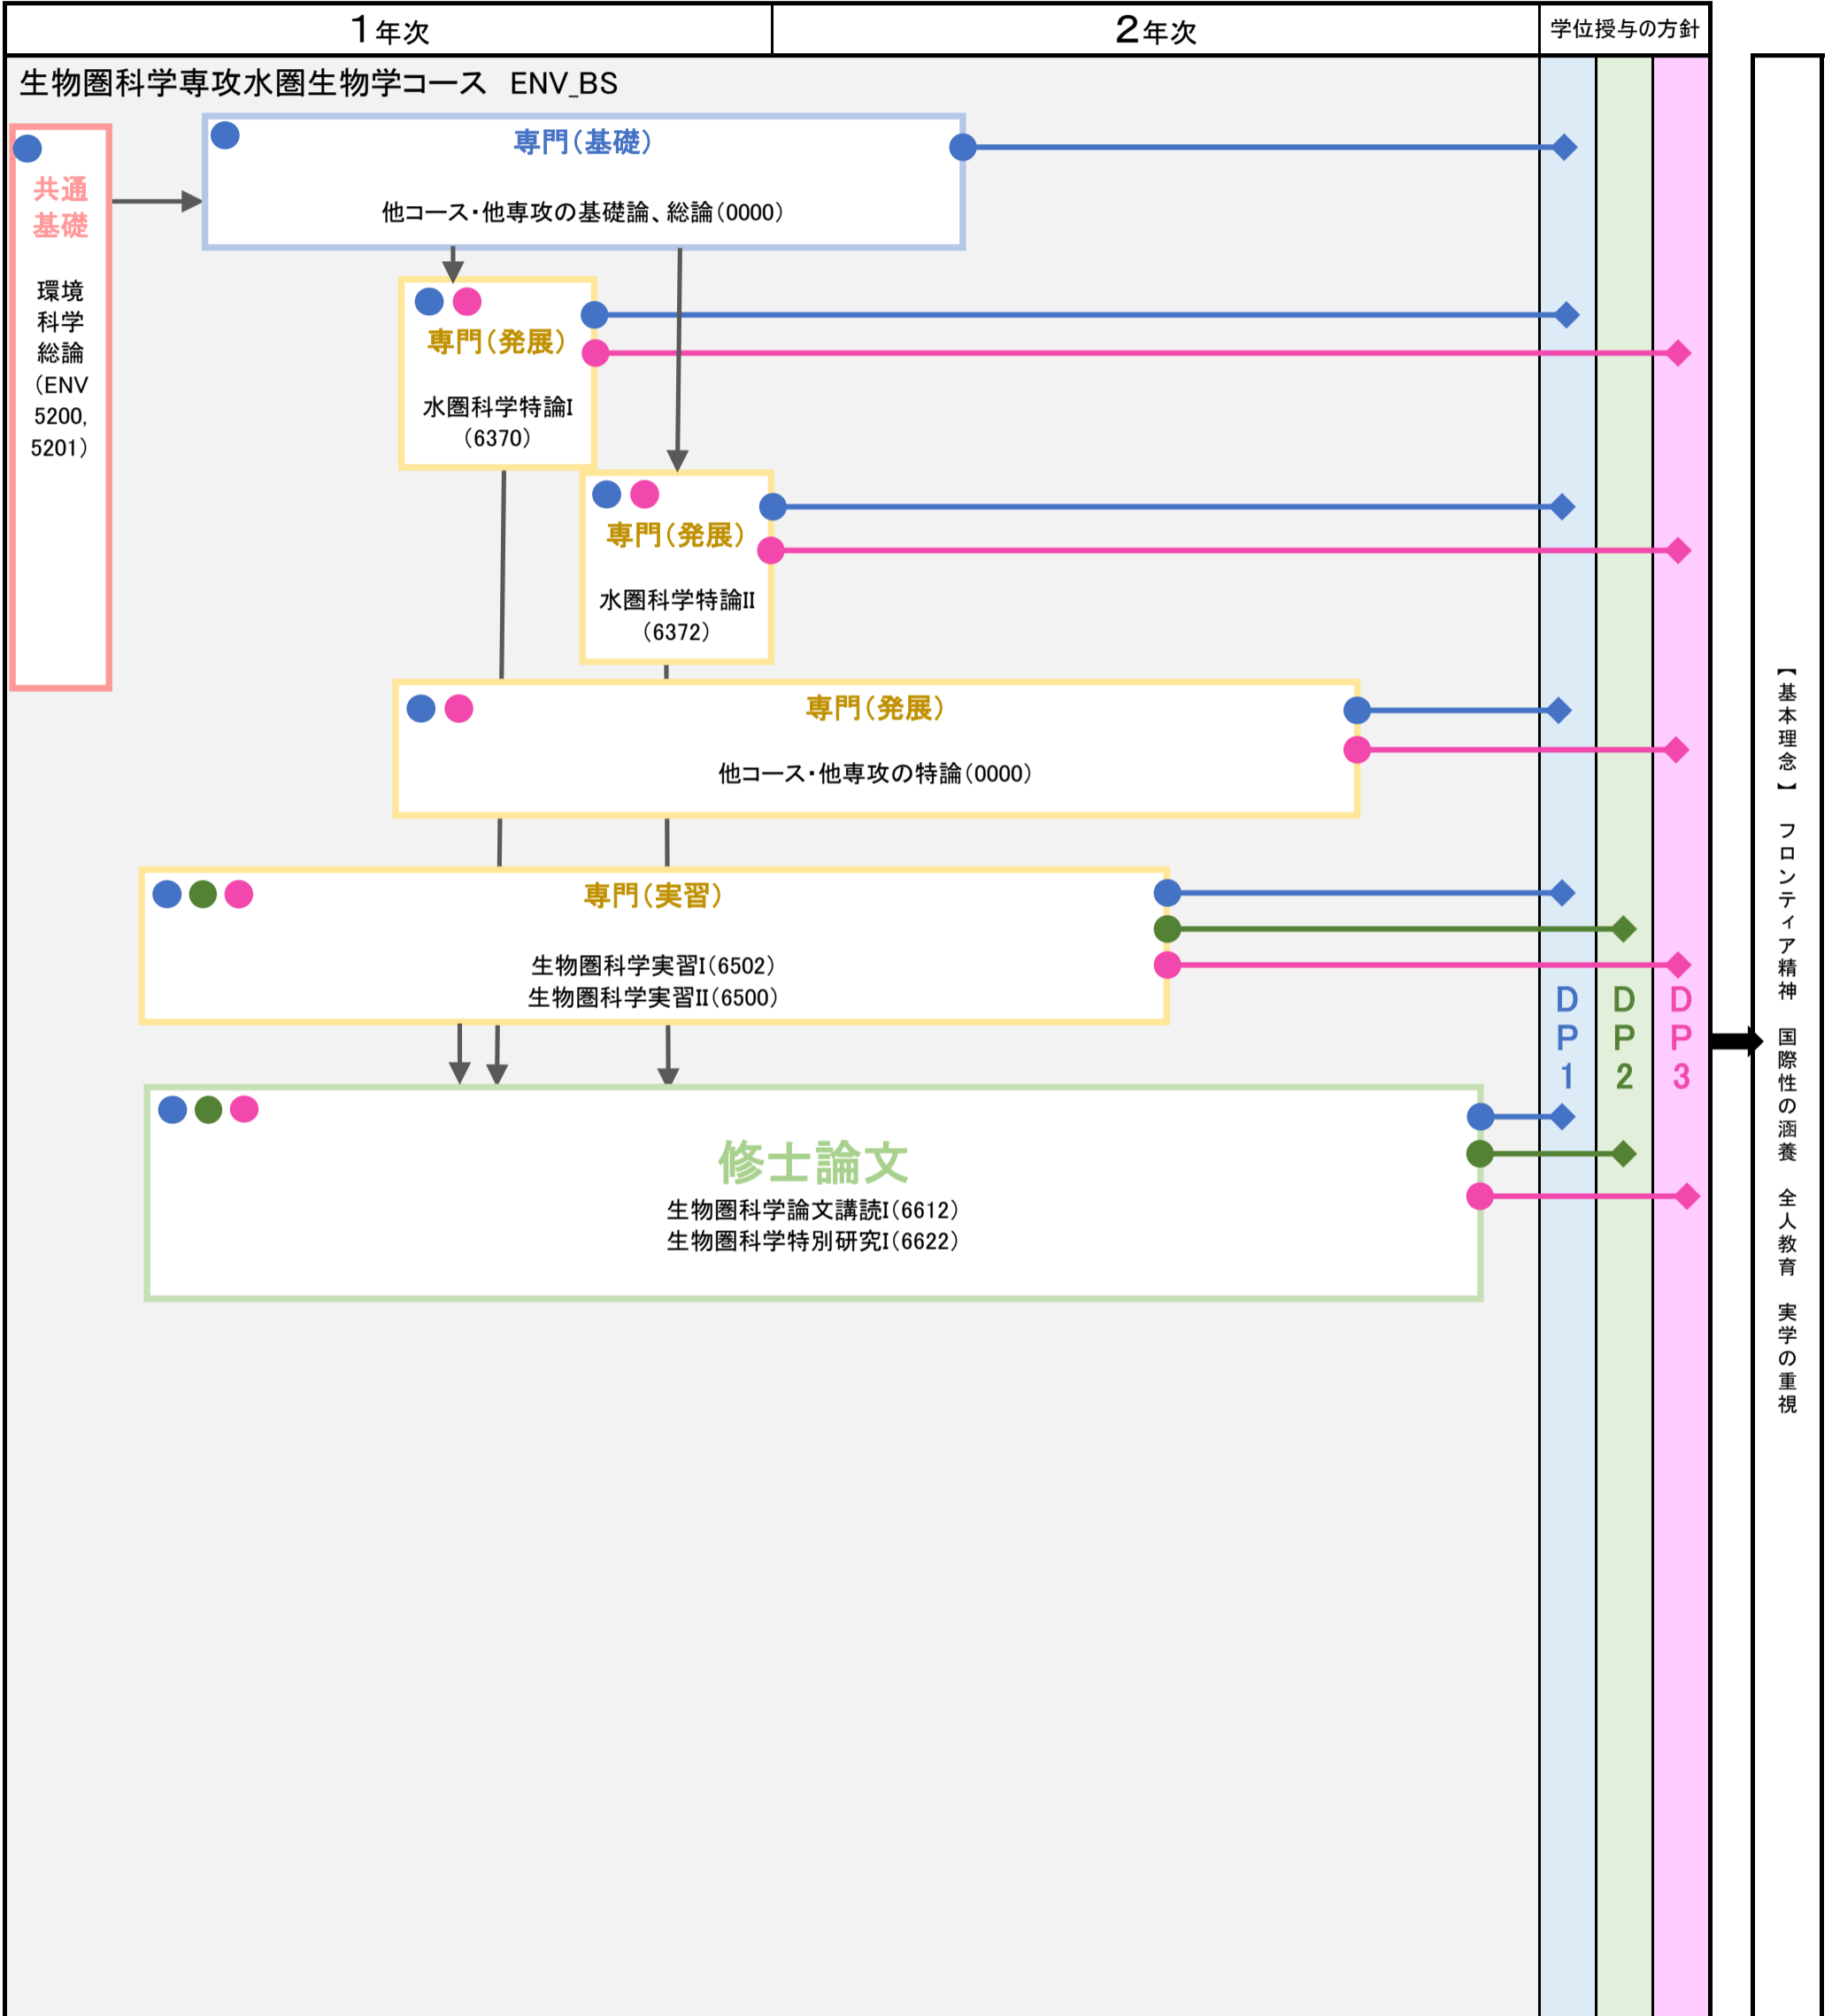 1年次
2年次
学位授与の方針
生物圏科学専攻水圏生物学コース ENV_BS
共通
基礎
環境
科学
総論
(ENV
5200,
5201)
専門(基礎)
他コース・他専攻の基礎論、総論(0000)
専門(発展)
水圏科学特論I
(6370)
専門(発展)
水圏科学特論II
(6372)
専門(発展)
他コース・他専攻の特論(0000)
専門(実習)
生物圏科学実習I(6502)
生物圏科学実習II(6500)
修士論文
生物圏科学論文講読I(6612)
生物圏科学特別研究I(6622)
DP1
DP2
DP3
【基本理念】 フロンティア精神 国際性の涵養 全人教育 実学の重視